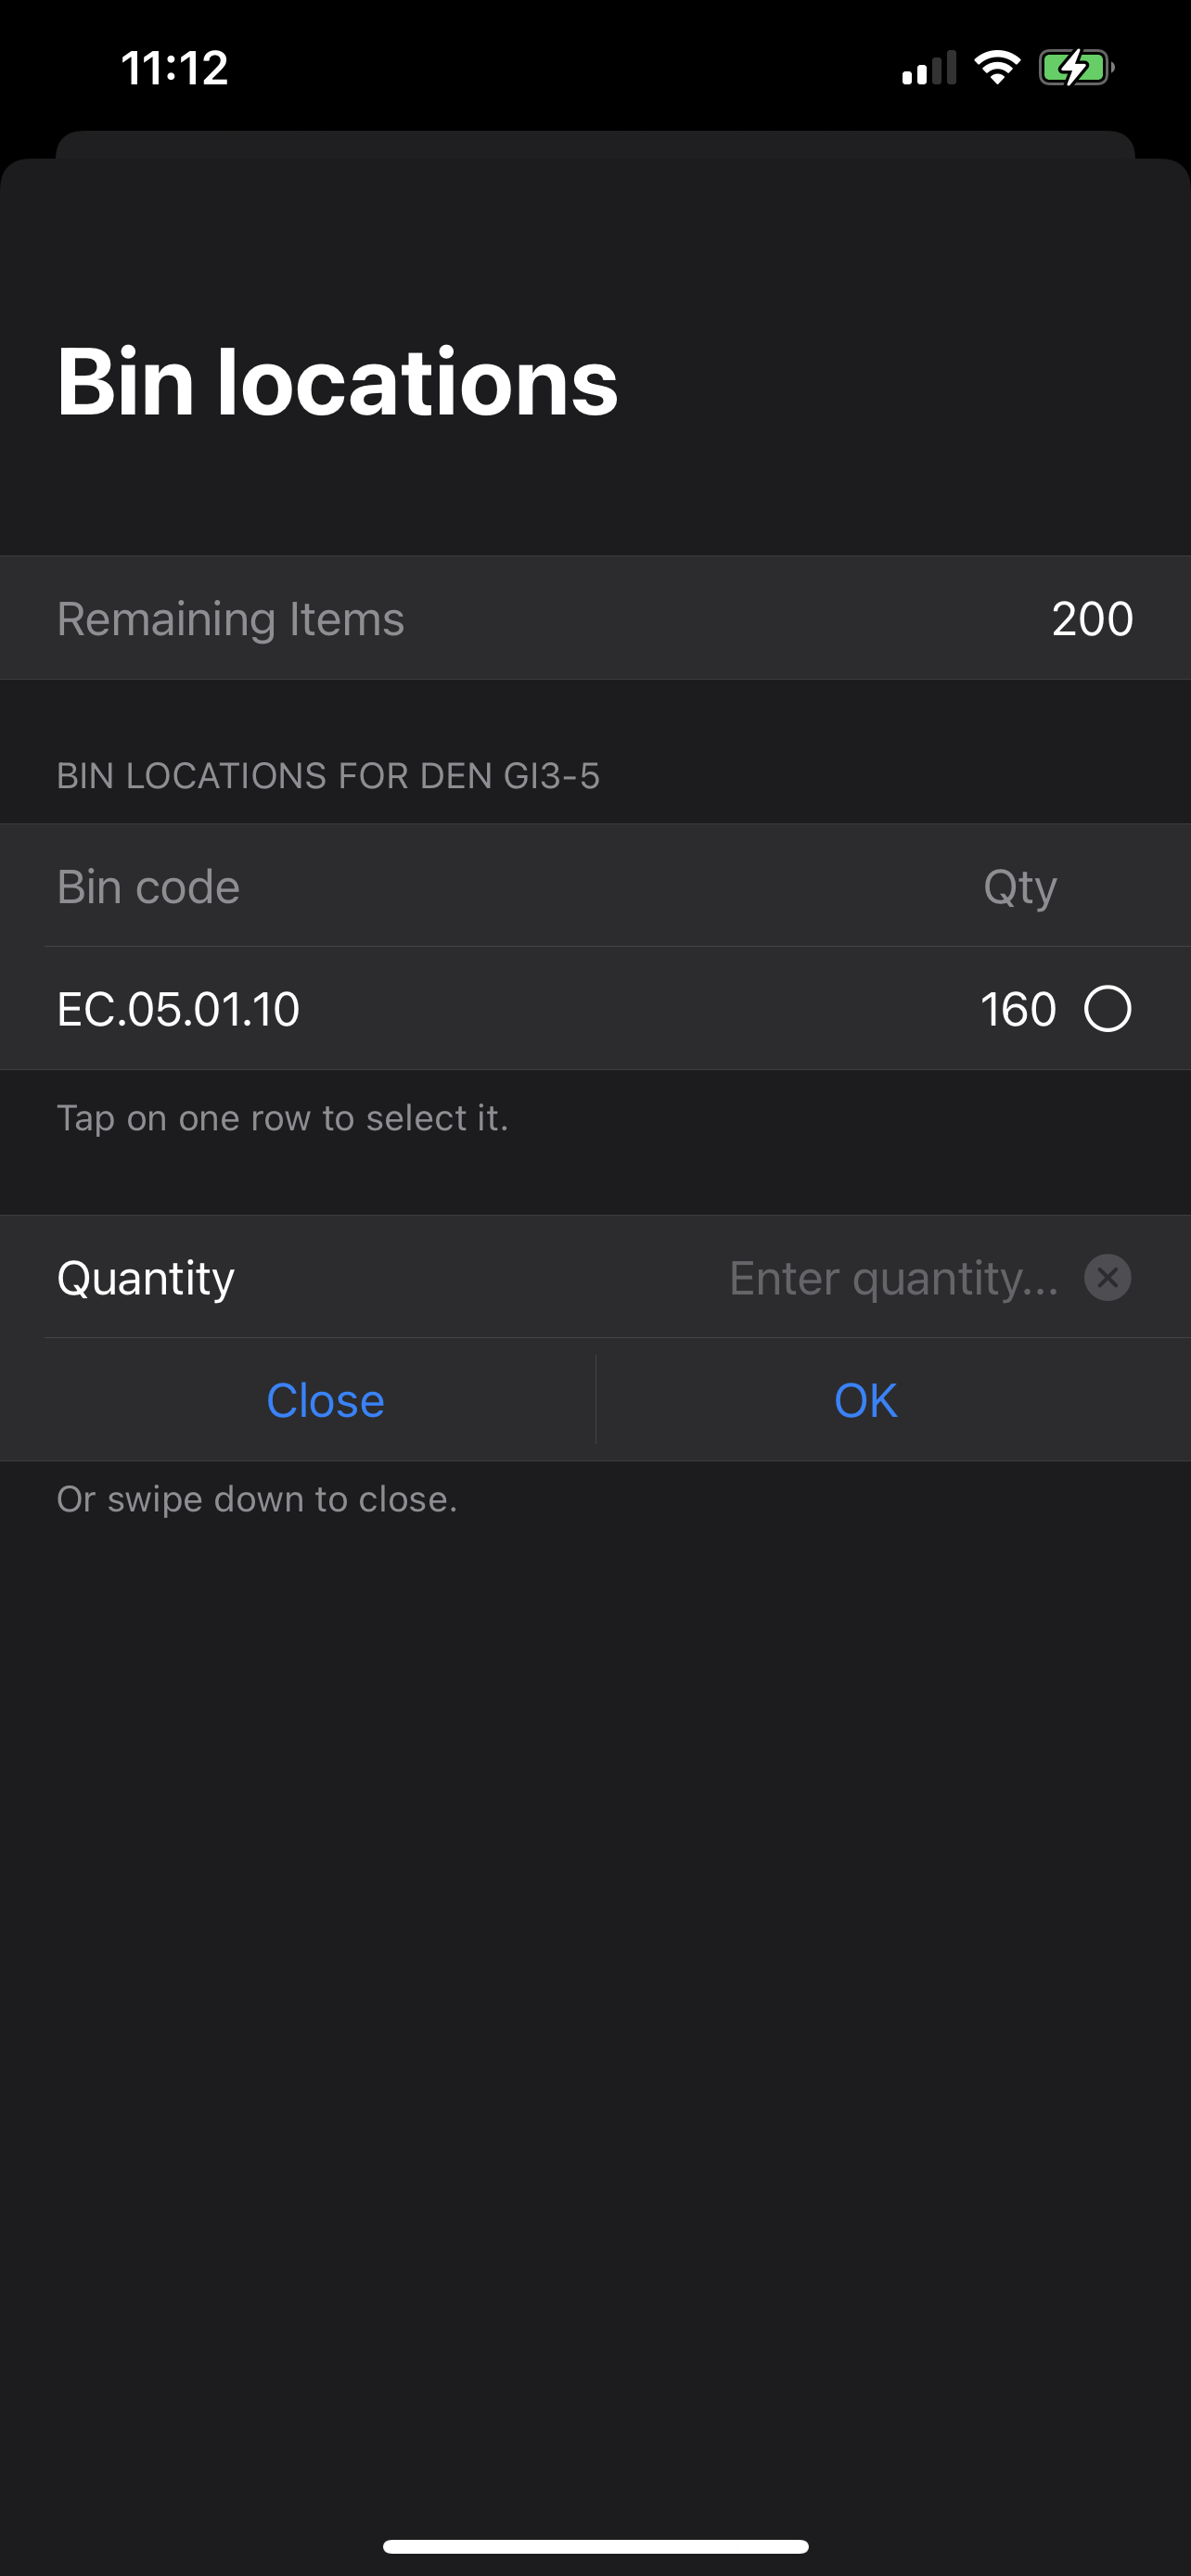 11:12
Bin locations
Remaining Items 200
BIN LOCATIONS FOR DEN GI3-5
Bin code Qty
EC.05.01.10 160
Tap on one row to select it.
Quantity Enter quantity...
Close OK
Or swipe down to close.